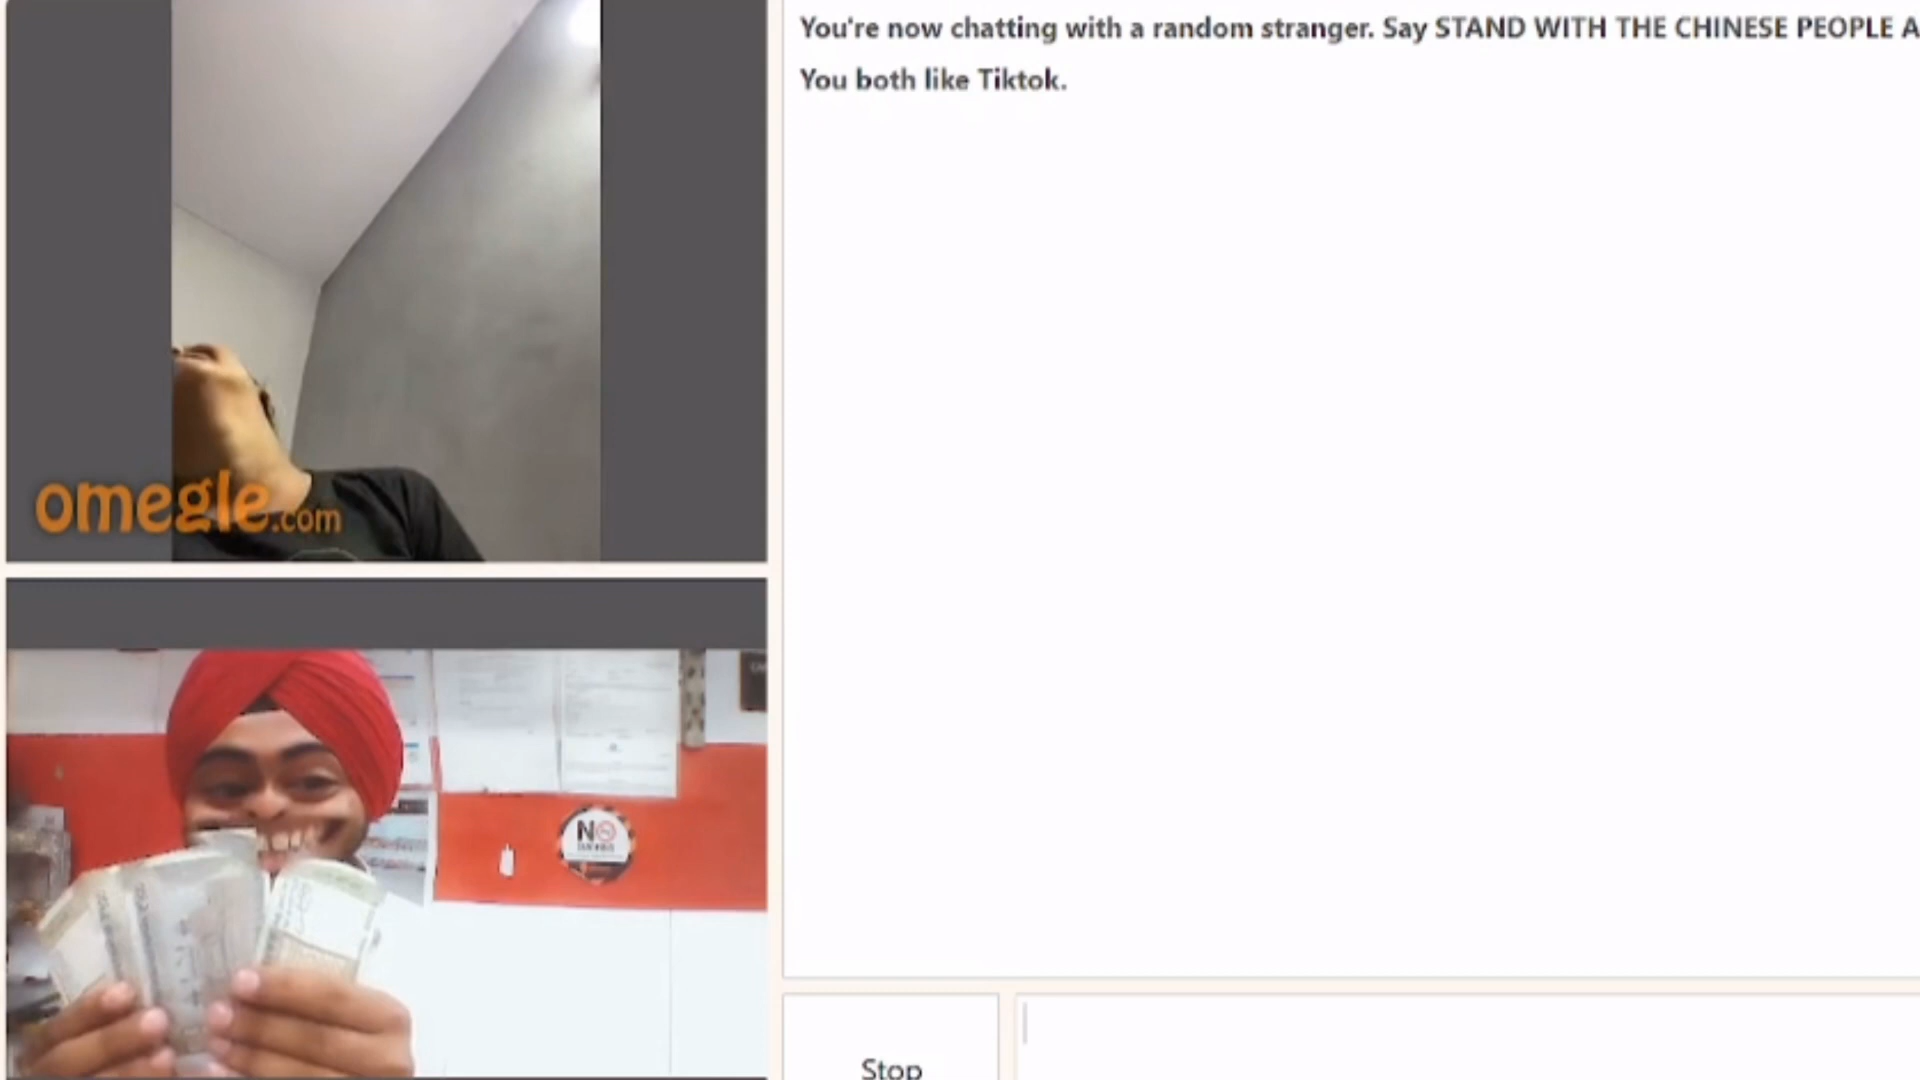 You're now chatting with a random stranger. Say STAND WITH THE CHINESE PEOPLE A
You both like Tiktok.
omegle.com
NO
Stop